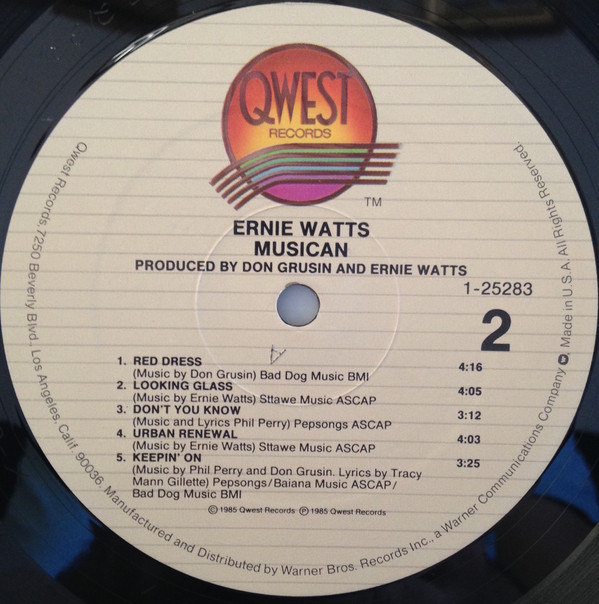 QWEST
RECORDS
TM
ERNIE WATTS
MUSICAN
PRODUCED BY DON GRUSIN AND ERNIE WATTS
1-25283
2
1. RED DRESS 4:16
(Music by Don Grusin) Bad Dog Music BMI
2. LOOKING GLASS 4:05
(Music by Ernie Watts) Sttawe Music ASCAP
3. DON'T YOU KNOW 3:12
(Music and Lyrics Phil Perry) Pepsongs ASCAP
4. URBAN RENEWAL 4:03
(Music by Ernie Watts) Sttawe Music ASCAP
5. KEEPIN' ON 3:25
(Music by Phil Perry and Don Grusin. Lyrics by Tracy
Mann Gillette) Pepsongs/Baiana Music ASCAP/
Bad Dog Music BMI
© 1985 Qwest Records ℗ 1985 Qwest Records
Qwest Records, 7250 Beverly Blvd., Los Angeles, Calif. 90036. Manufactured and Distributed by Warner Bros. Records Inc., a Warner Communications Company. Made in U.S.A. All Rights Reserved.